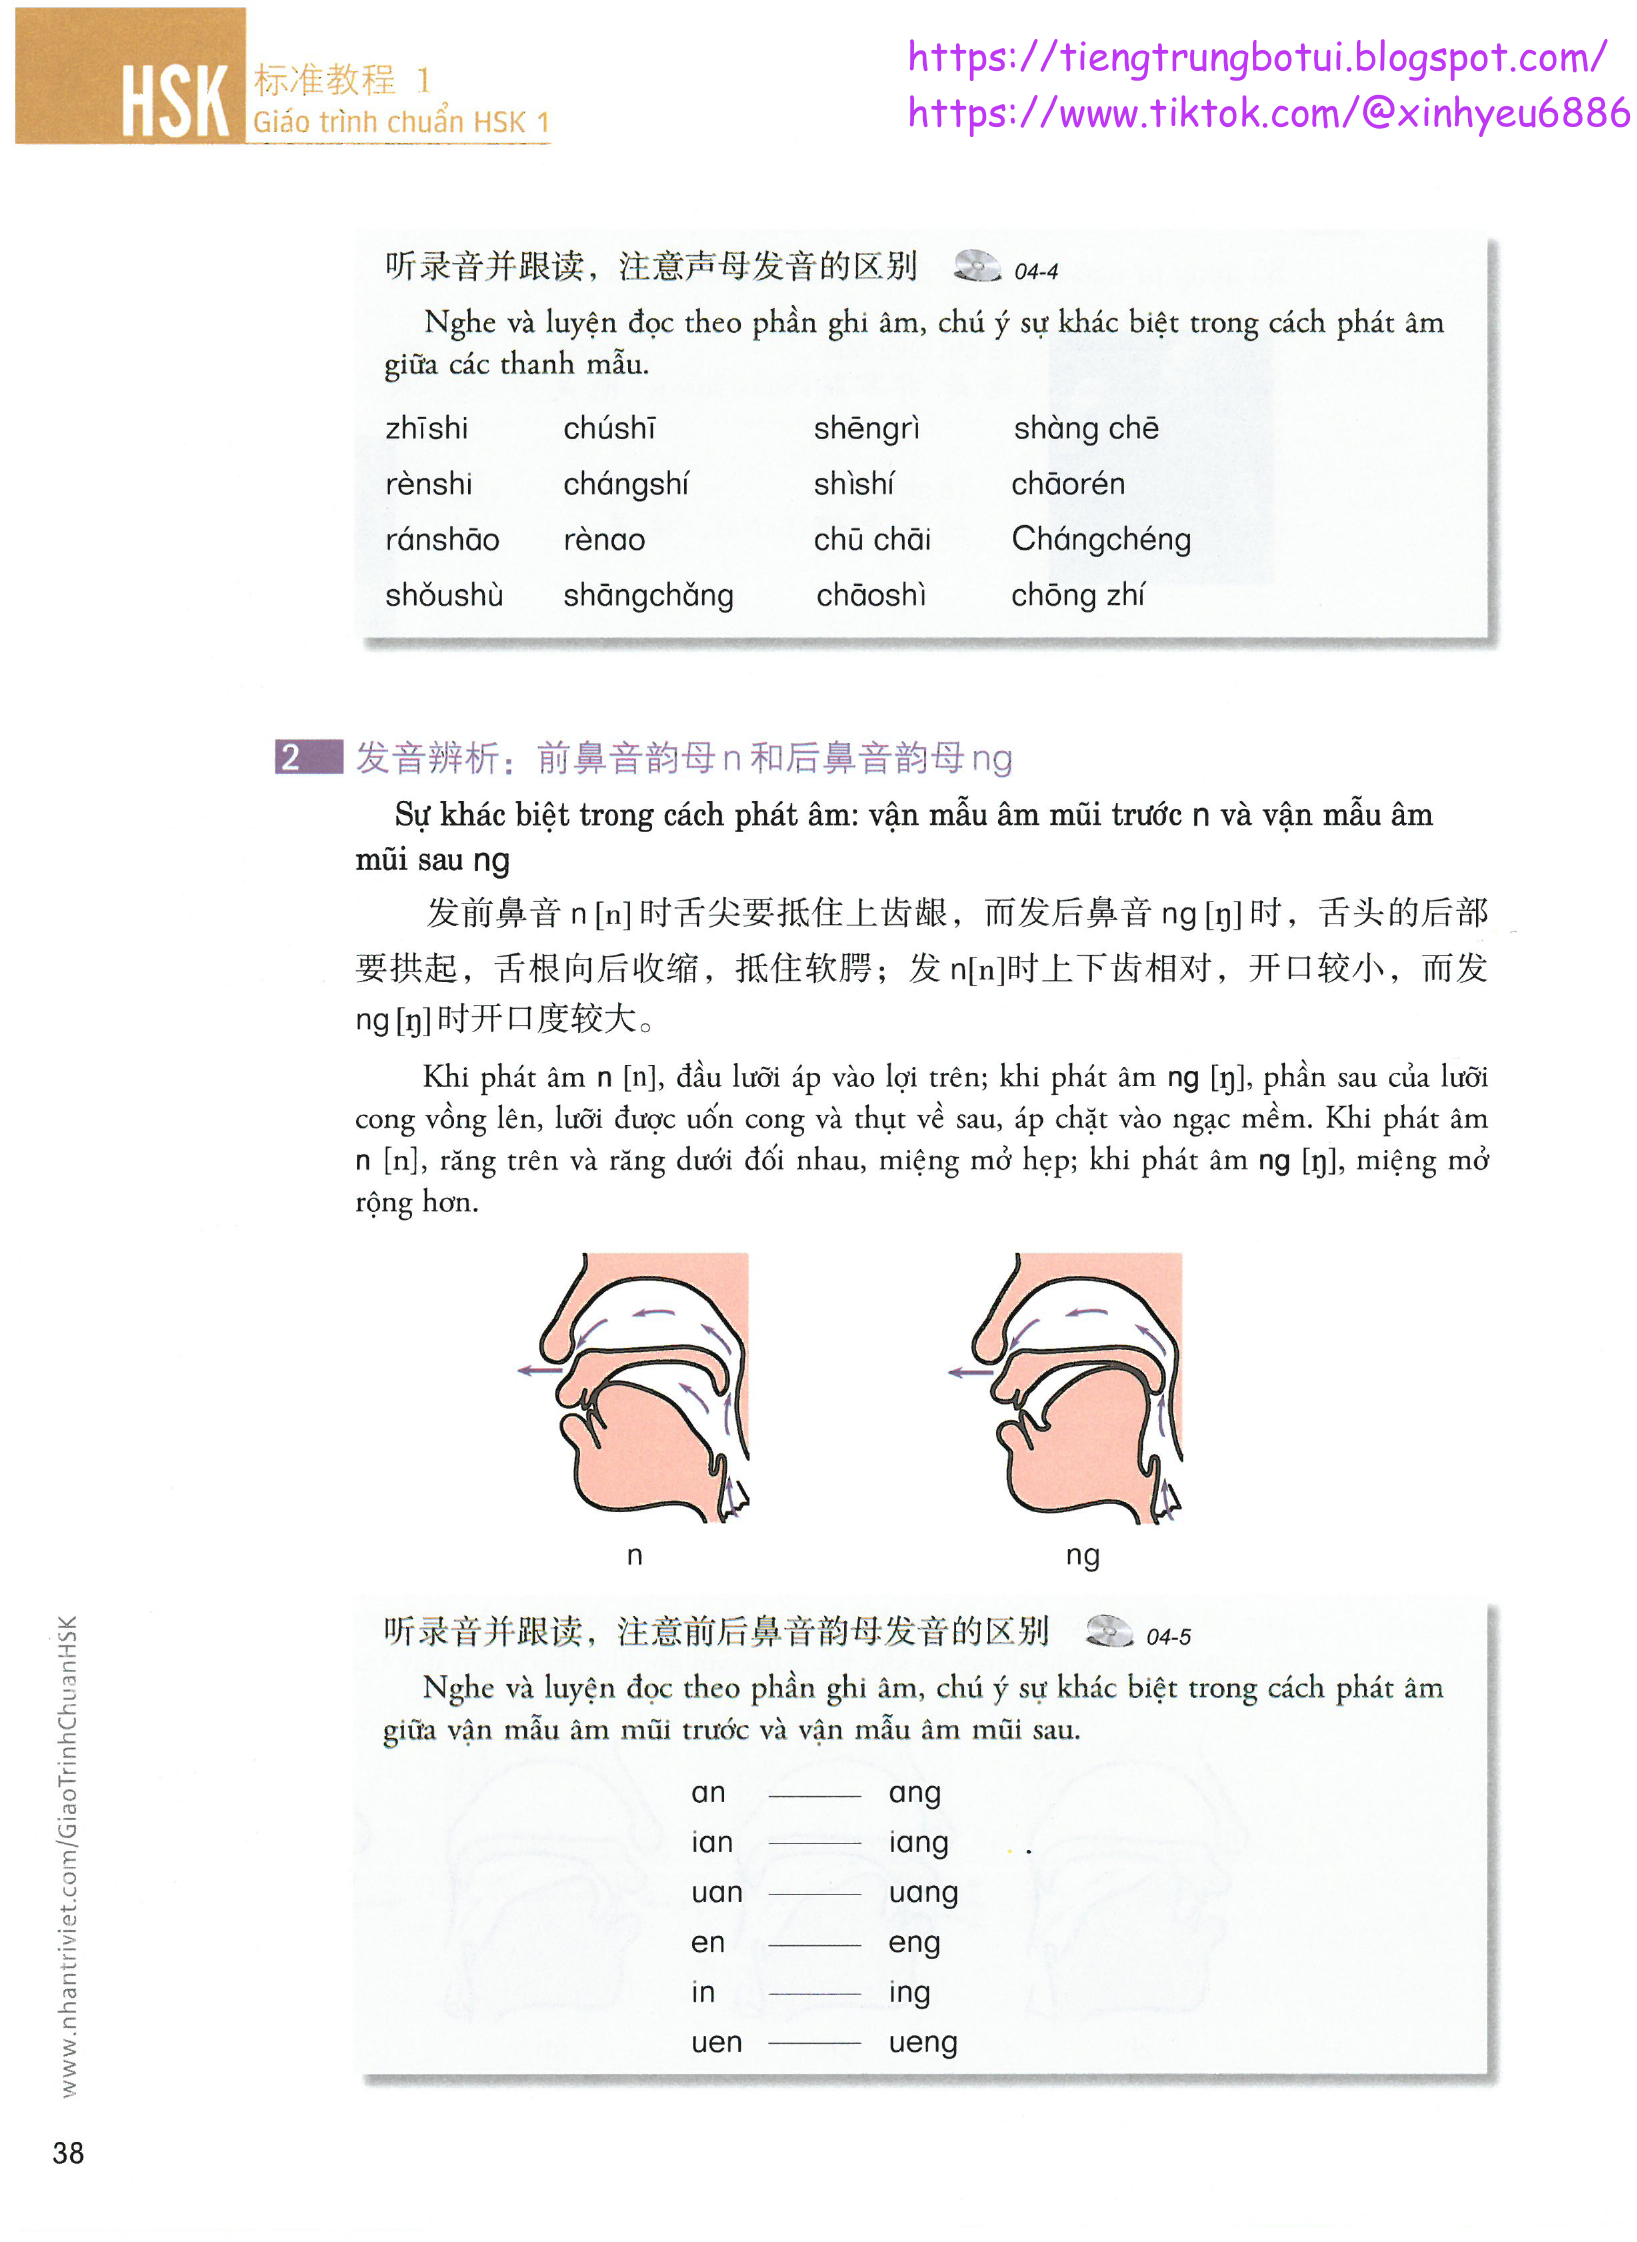 https://tiengtrungbotui.blogspot.com/
https://www.tiktok.com/@xinhyeu6886
HSK 标准教程 1
Giáo trình chuẩn HSK 1
听录音并跟读，注意声母发音的区别 04-4
Nghe và luyện đọc theo phần ghi âm, chú ý sự khác biệt trong cách phát âm
giữa các thanh mẫu.
zhīshi chúshī shēngrì shàng chē
rènshi chángshí shìshí chāorén
ránshāo rènao chū chāi Chángchéng
shǒushù shāngchǎng chāoshì chōng zhí
2 发音辨析：前鼻音韵母 n 和后鼻音韵母 ng
Sự khác biệt trong cách phát âm: vận mẫu âm mũi trước n và vận mẫu âm
mũi sau ng
发前鼻音 n [n] 时舌尖要抵住上齿龈，而发后鼻音 ng [ŋ] 时，舌头的后部
要拱起，舌根向后收缩，抵住软腭；发 n[n]时上下齿相对，开口较小，而发
ng [ŋ] 时开口度较大。
Khi phát âm n [n], đầu lưỡi áp vào lợi trên; khi phát âm ng [ŋ], phần sau của lưỡi
cong vồng lên, lưỡi được uốn cong và thụt về sau, áp chặt vào ngạc mềm. Khi phát âm
n [n], răng trên và răng dưới đối nhau, miệng mở hẹp; khi phát âm ng [ŋ], miệng mở
rộng hơn.
n ng
听录音并跟读，注意前后鼻音韵母发音的区别 04-5
Nghe và luyện đọc theo phần ghi âm, chú ý sự khác biệt trong cách phát âm
giữa vận mẫu âm mũi trước và vận mẫu âm mũi sau.
an ang
ian iang
uan uang
en eng
in ing
uen ueng
www.nhantriviet.com/GiaoTrinhChuanHSK
38